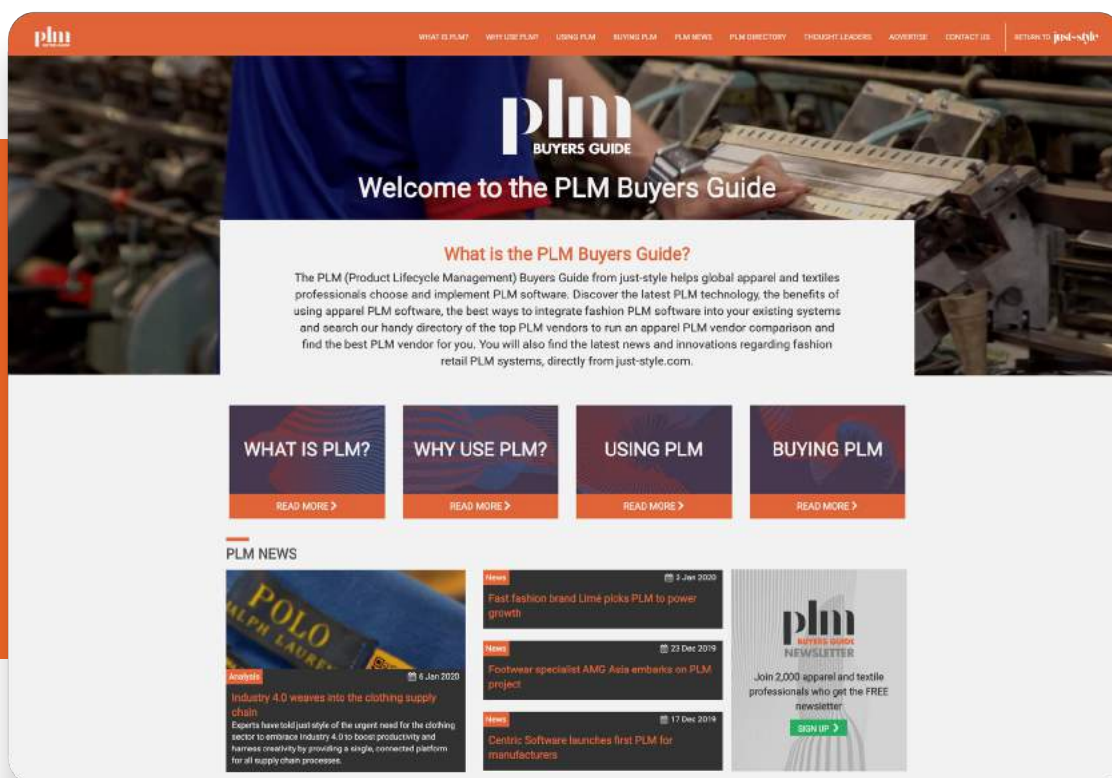 plm
BUYERS GUIDE
WHAT IS PLM? WHY USE PLM? USING PLM BUYING PLM PLM NEWS PLM DIRECTORY THOUGHT LEADERS ADVERTISE CONTACT US RETURN TO just-style
plm
BUYERS GUIDE
Welcome to the PLM Buyers Guide
What is the PLM Buyers Guide?
The PLM (Product Lifecycle Management) Buyers Guide from just-style helps global apparel and textiles
professionals choose and implement PLM software. Discover the latest PLM technology, the benefits of
using apparel PLM software, the best ways to integrate fashion PLM software into your existing systems
and search our handy directory of the top PLM vendors to run an apparel PLM vendor comparison and
find the best PLM vendor for you. You will also find the latest news and innovations regarding fashion
retail PLM systems, directly from just-style.com.
WHAT IS PLM? WHY USE PLM? USING PLM BUYING PLM
READ MORE READ MORE READ MORE READ MORE
PLM NEWS
POLO
RALPH LAUREN
Analysis 6 Jan 2020
Industry 4.0 weaves into the clothing supply
chain
Experts have told just-style of the urgent need for the clothing
sector to embrace Industry 4.0 to boost productivity and
harness creativity by providing a single, connected platform
for all supply chain processes.
News 3 Jan 2020
Fast fashion brand Limé picks PLM to power
growth
News 23 Dec 2019
Footwear specialist AMG Asia embarks on PLM
project
News 17 Dec 2019
Centric Software launches first PLM for
manufacturers
plm
BUYERS GUIDE
NEWSLETTER
Join 2,000 apparel and textile
professionals who get the FREE
newsletter
SIGN UP